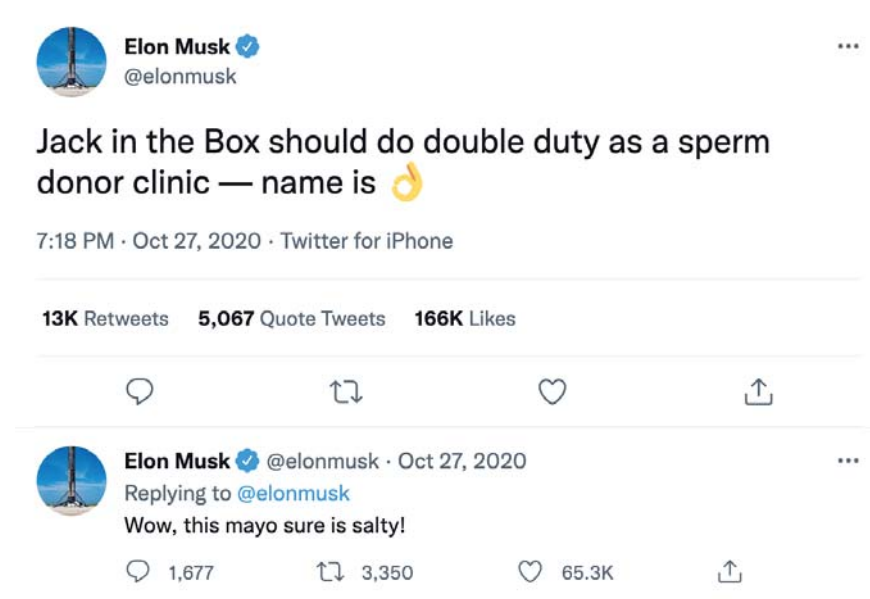 Elon Musk
@elonmusk
Jack in the Box should do double duty as a sperm
donor clinic — name is 👌
7:18 PM · Oct 27, 2020 · Twitter for iPhone
13K Retweets 5,067 Quote Tweets 166K Likes
Elon Musk @elonmusk · Oct 27, 2020
Replying to @elonmusk
Wow, this mayo sure is salty!
1,677 3,350 65.3K